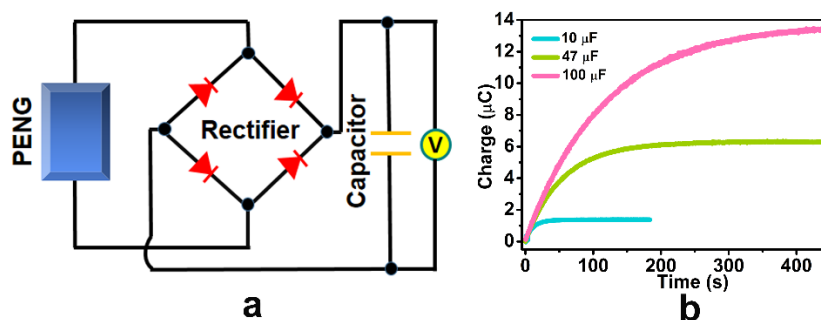 PENG
Rectifier
Capacitor
V
a
14
12
10
8
6
4
2
0
Charge (μC)
10 μF
47 μF
100 μF
0
100
200
300
400
Time (s)
b